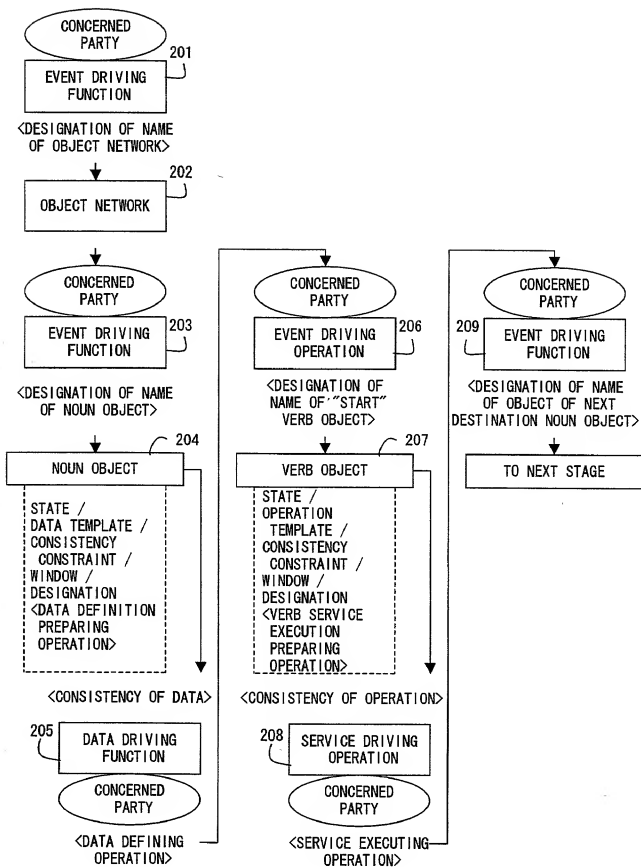 CONCERNED
PARTY
201
EVENT DRIVING
FUNCTION
<DESIGNATION OF NAME
OF OBJECT NETWORK>
202
OBJECT NETWORK
CONCERNED
PARTY
203
EVENT DRIVING
FUNCTION
<DESIGNATION OF NAME
OF NOUN OBJECT>
204
NOUN OBJECT
STATE /
DATA TEMPLATE /
CONSISTENCY
CONSTRAINT /
WINDOW /
DESIGNATION
<DATA DEFINITION
PREPARING
OPERATION>
<CONSISTENCY OF DATA>
205
DATA DRIVING
FUNCTION
CONCERNED
PARTY
<DATA DEFINING
OPERATION>
CONCERNED
PARTY
206
EVENT DRIVING
OPERATION
<DESIGNATION OF
NAME OF "START"
VERB OBJECT>
207
VERB OBJECT
STATE /
OPERATION
TEMPLATE /
CONSISTENCY
CONSTRAINT /
WINDOW /
DESIGNATION
<VERB SERVICE
EXECUTION
PREPARING
OPERATION>
<CONSISTENCY OF OPERATION>
208
SERVICE DRIVING
OPERATION
CONCERNED
PARTY
<SERVICE EXECUTING
OPERATION>
CONCERNED
PARTY
209
EVENT DRIVING
FUNCTION
<DESIGNATION OF NAME
OF OBJECT OF NEXT
DESTINATION NOUN OBJECT>
TO NEXT STAGE